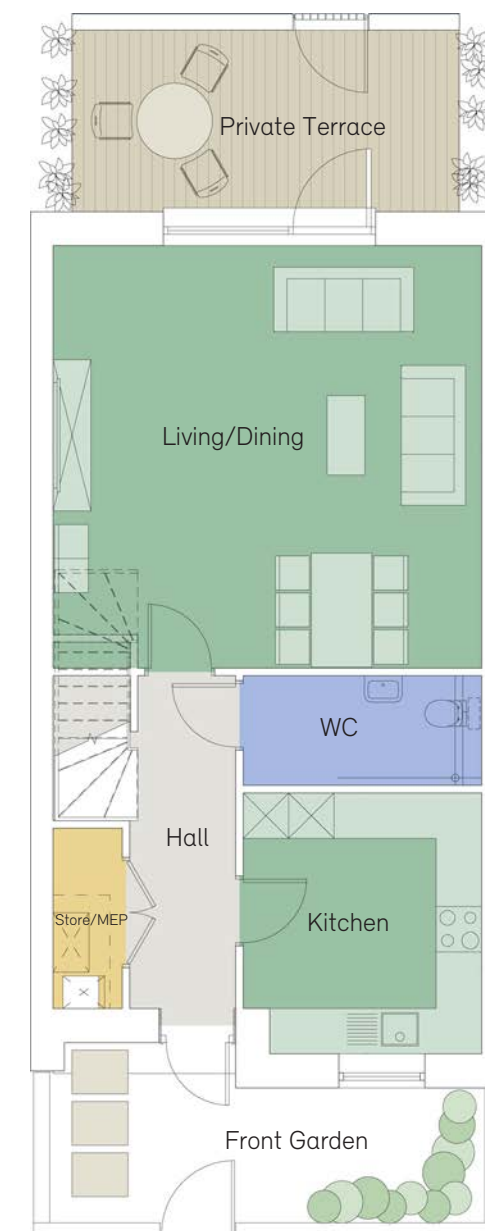 Private Terrace
Living/Dining
WC
Hall
Store/MEP
Kitchen
Front Garden